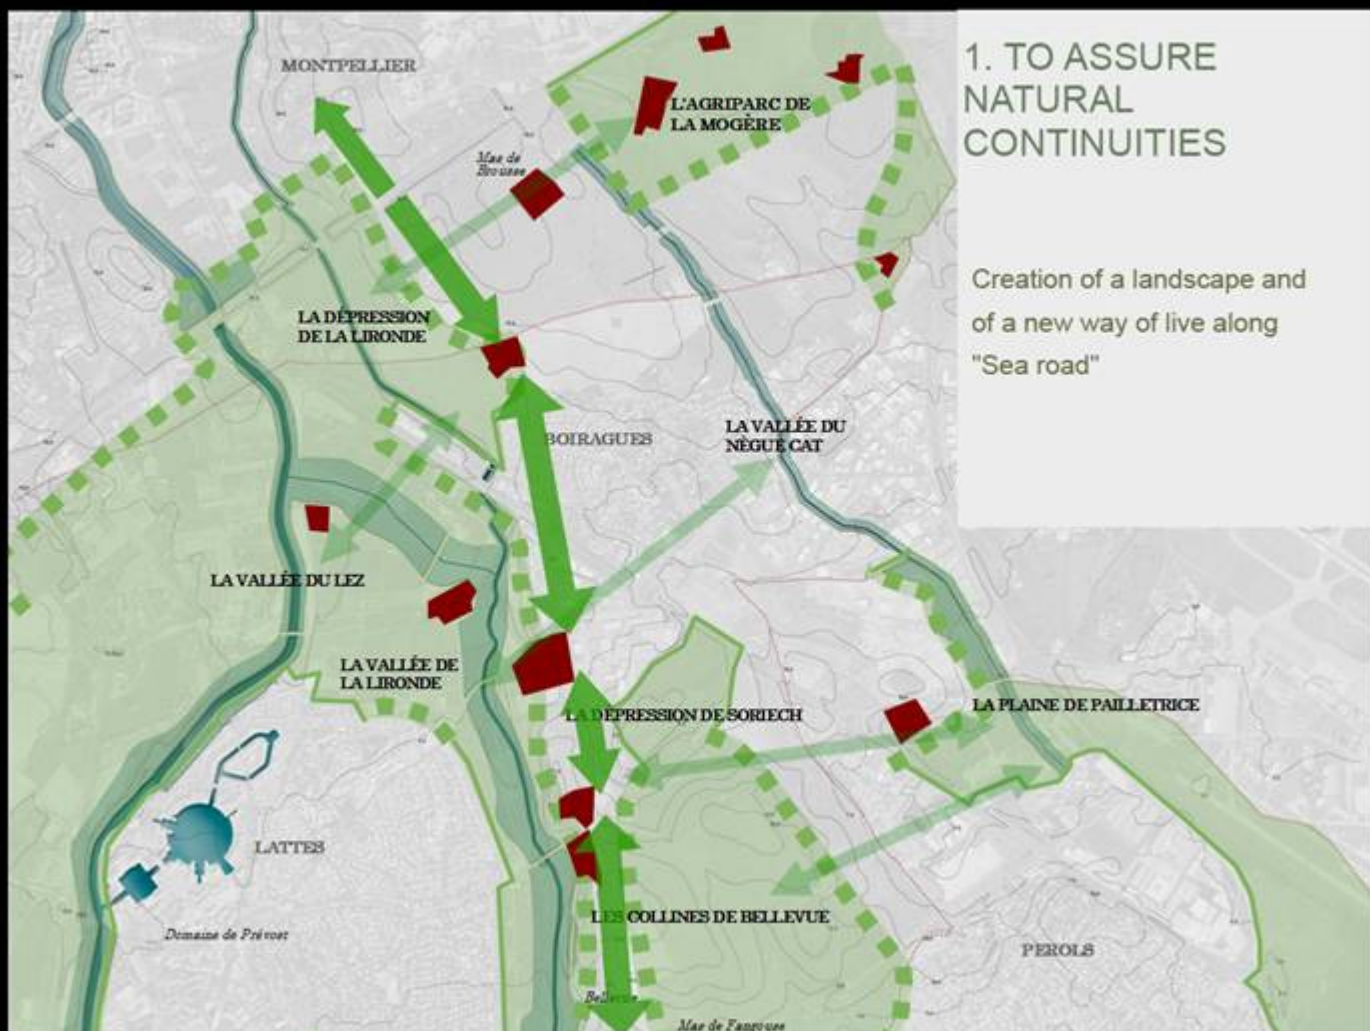 1. TO ASSURE
NATURAL
CONTINUITIES
Creation of a landscape and
of a new way of live along
"Sea road"
MONTPELLIER
L'AGRIPARC DE
LA MOGÈRE
Mas de
Brousse
LA DÉPRESSION
DE LA LIRONDE
BOIRAGUES
LA VALLÉE DU
NÈGUE CAT
LA VALLÉE DU LEZ
LA VALLÉE DE
LA LIRONDE
LA DEPRESSION DE SORIECH
LA PLAINE DE PAILLETRICE
LATTES
Domaine de Prévost
LES COLLINES DE BELLEVUE
PEROLS
Bellevue
Mas de Fangouse